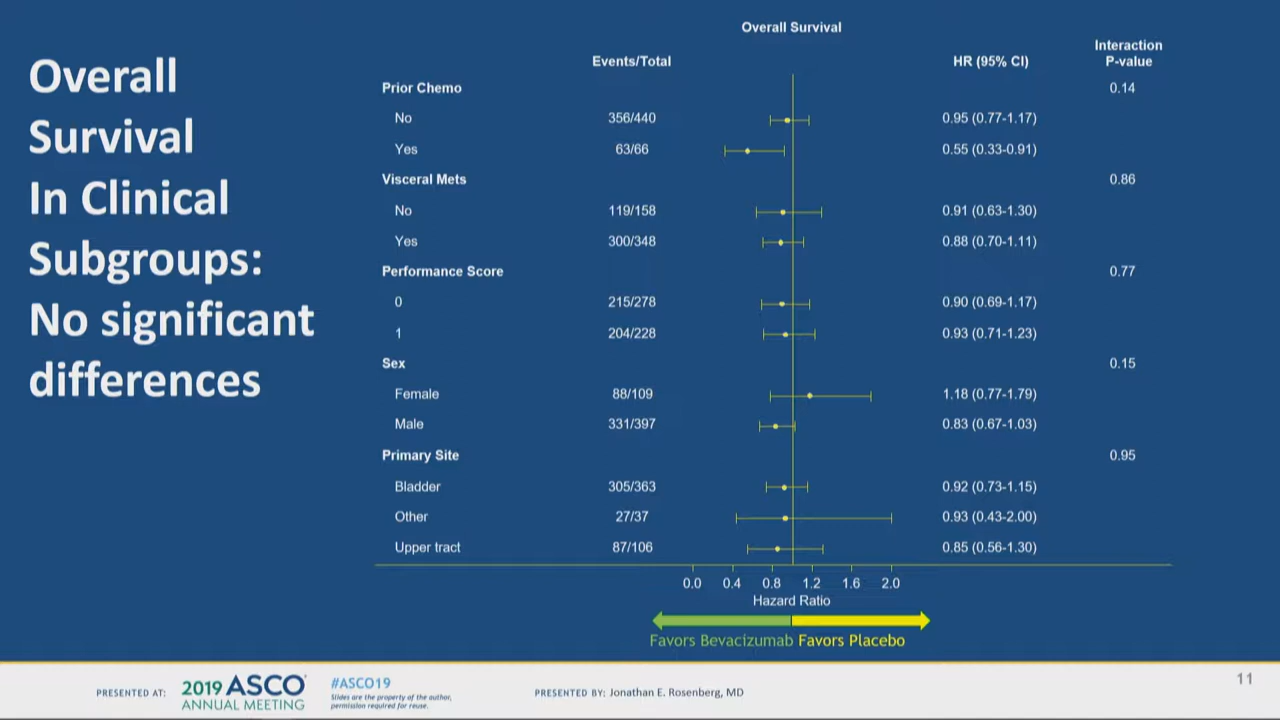 Overall
Survival
In Clinical
Subgroups:
No significant
differences
Overall Survival
Events/Total HR (95% CI) Interaction P-value
Prior Chemo 0.14
No 356/440 0.95 (0.77-1.17)
Yes 63/66 0.55 (0.33-0.91)
Visceral Mets 0.86
No 119/158 0.91 (0.63-1.30)
Yes 300/348 0.88 (0.70-1.11)
Performance Score 0.77
0 215/278 0.90 (0.69-1.17)
1 204/228 0.93 (0.71-1.23)
Sex 0.15
Female 88/109 1.18 (0.77-1.79)
Male 331/397 0.83 (0.67-1.03)
Primary Site 0.95
Bladder 305/363 0.92 (0.73-1.15)
Other 27/37 0.93 (0.43-2.00)
Upper tract 87/106 0.85 (0.56-1.30)
0.0 0.4 0.8 1.2 1.6 2.0
Hazard Ratio
Favors Bevacizumab Favors Placebo
PRESENTED AT:
2019 ASCO
ANNUAL MEETING
#ASCO19
Slides are the property of the author,
permission required for reuse.
PRESENTED BY: Jonathan E. Rosenberg, MD
11